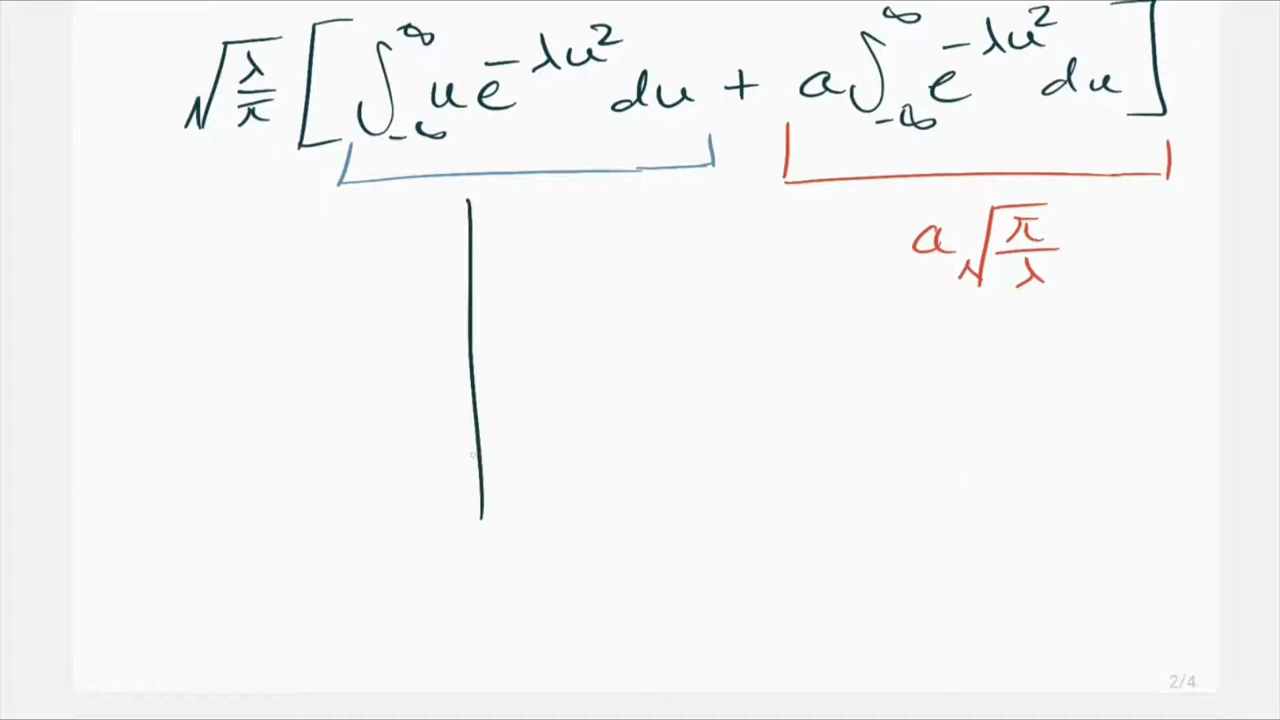 √(λ/π) [ ∫_{-∞}^{∞} u e^{-λu²} du + a ∫_{-∞}^{∞} e^{-λu²} du ]
a √(π/λ)
2/4